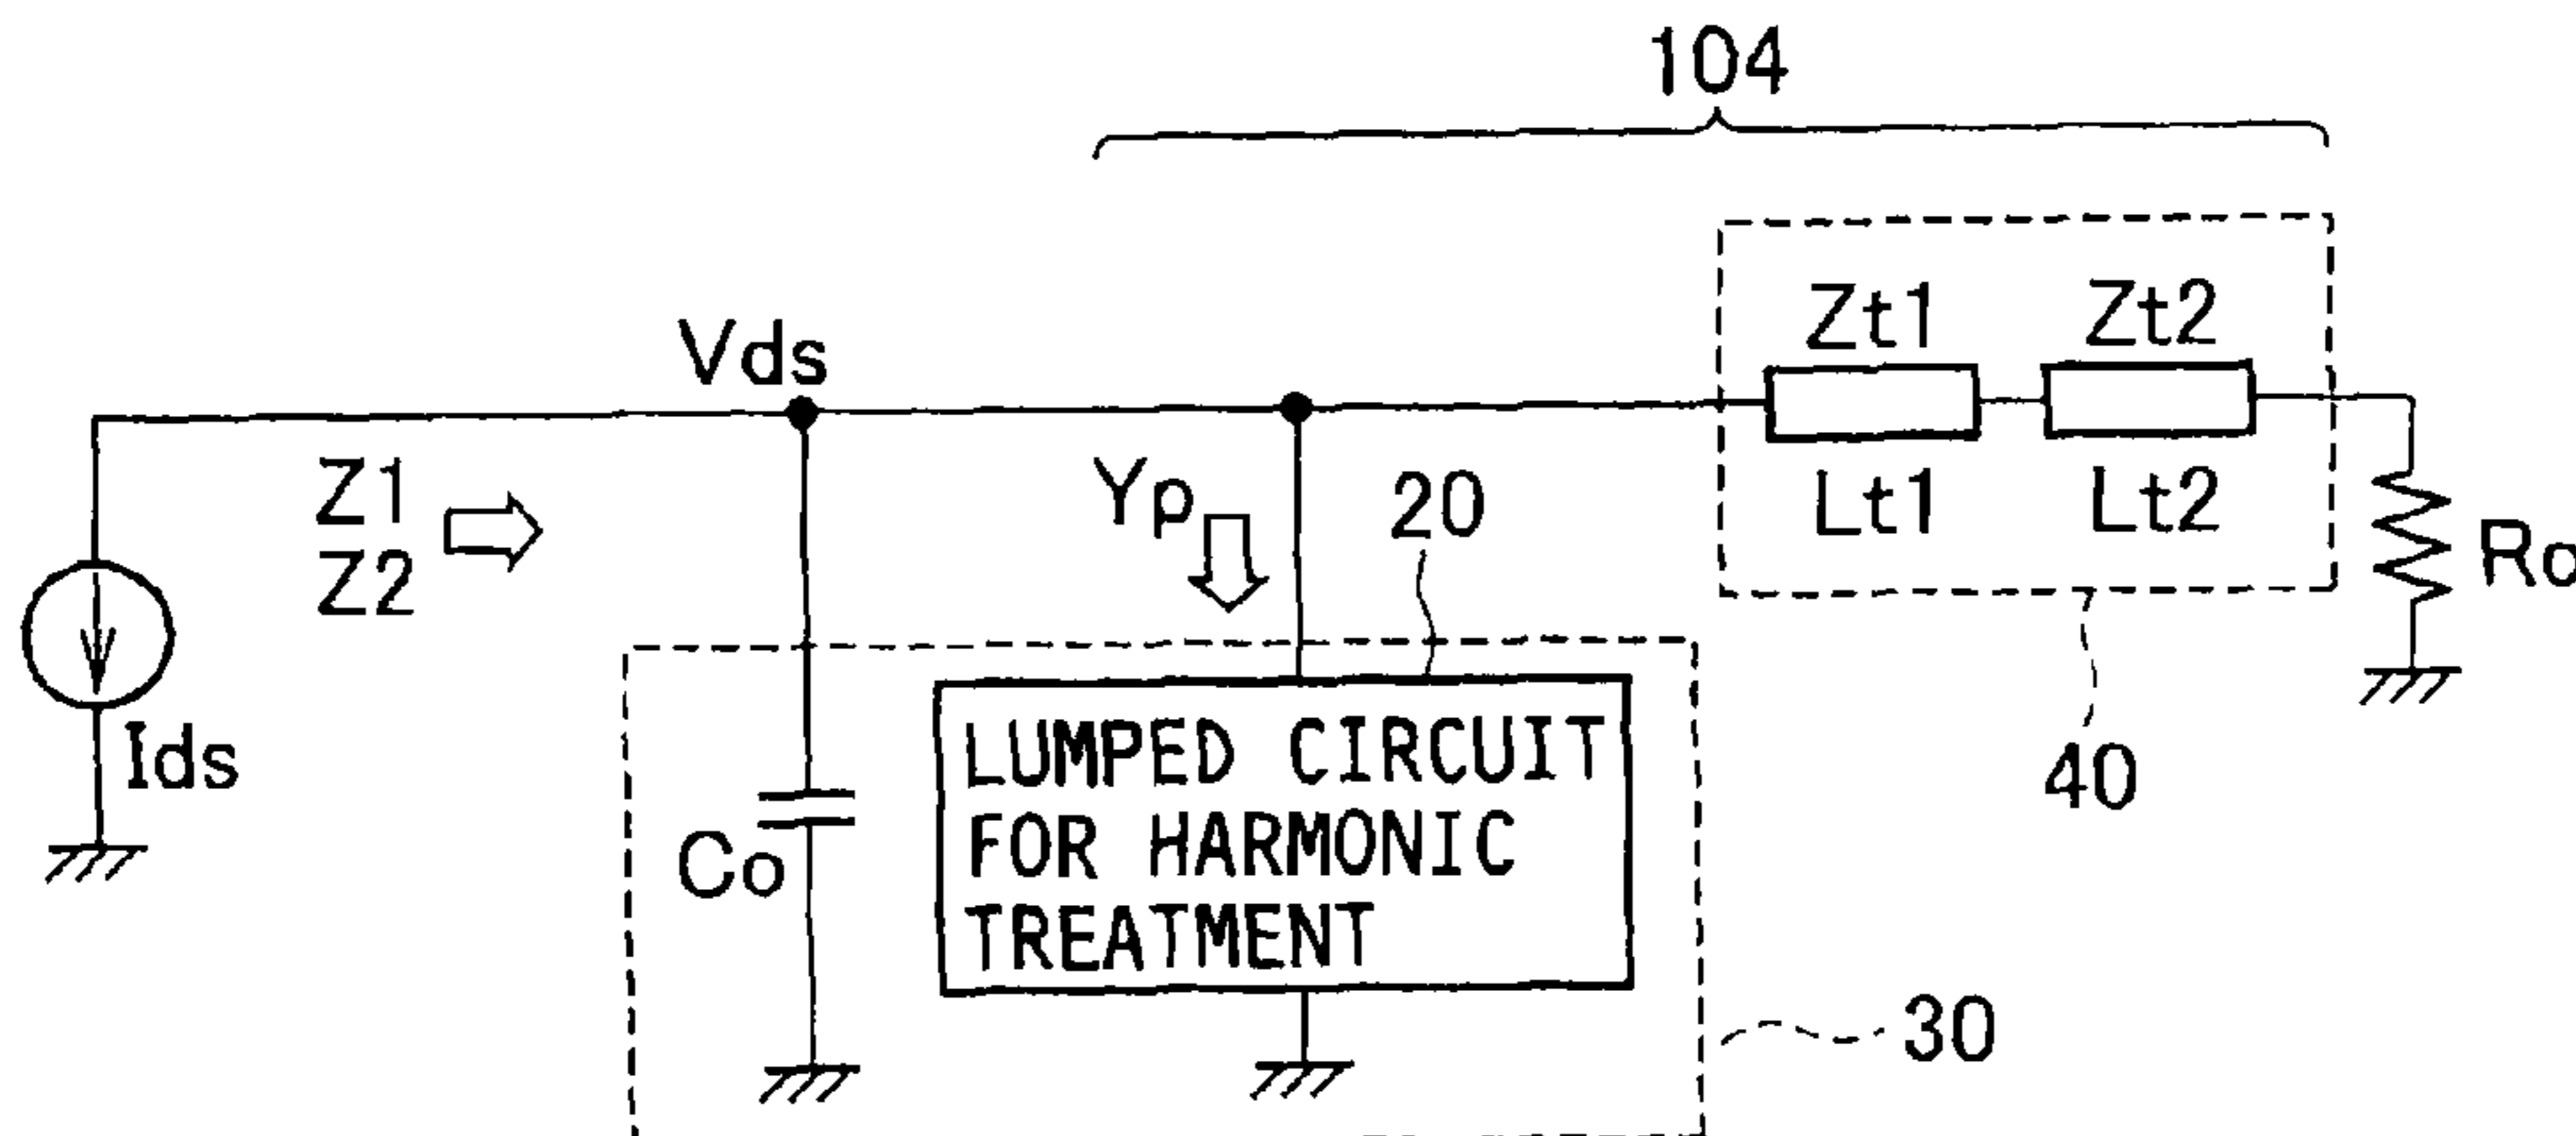 104
Vds
Zt1
Zt2
Z1
Z2
Yp
20
Lt1
Lt2
Ids
Co
LUMPED CIRCUIT
FOR HARMONIC
TREATMENT
40
30